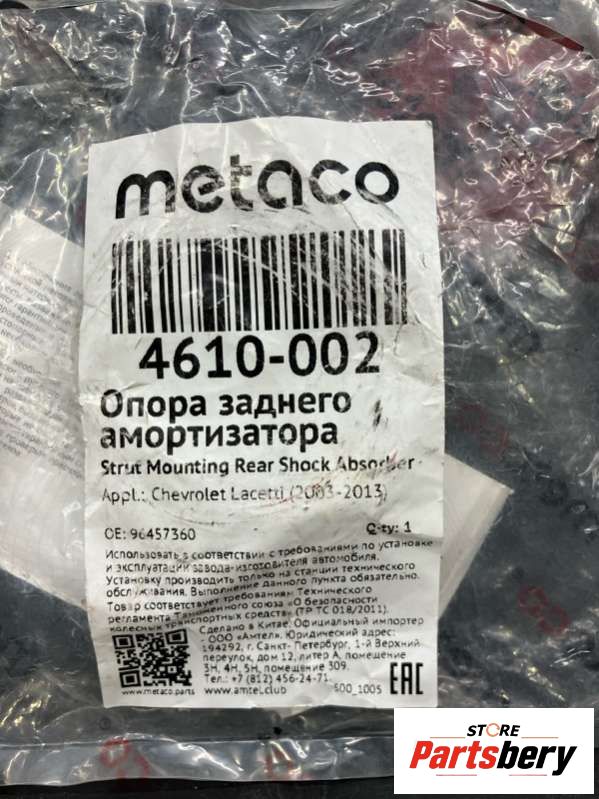 metaco
4610-002
Опора заднего
амортизатора
Strut Mounting Rear Shock Absorber
Appl.: Chevrolet Lacetti (2003-2013)
OE: 96457360
Q-ty: 1
Использовать в соответствии с требованиями по установке
и эксплуатации завода-изготовителя автомобиля.
Установку производить только на станции технического
обслуживания. Выполнение данного пункта обязательно.
Товар соответствует требованиям Технического
регламента Таможенного союза «О безопасности
колесных транспортных средств» (ТР ТС 018/2011).
Сделано в Китае. Официальный импортер
- ООО «Амтел». Юридический адрес:
194292, г. Санкт- Петербург, 1-й Верхний
переулок, дом 12, литер А, помещение
3Н, 4Н, 5Н, помещение 309.
Тел.: +7 (812) 456-24-71
www.metaco.parts
www.amtel.club
500_1005
EAC
STORE
Partsbery